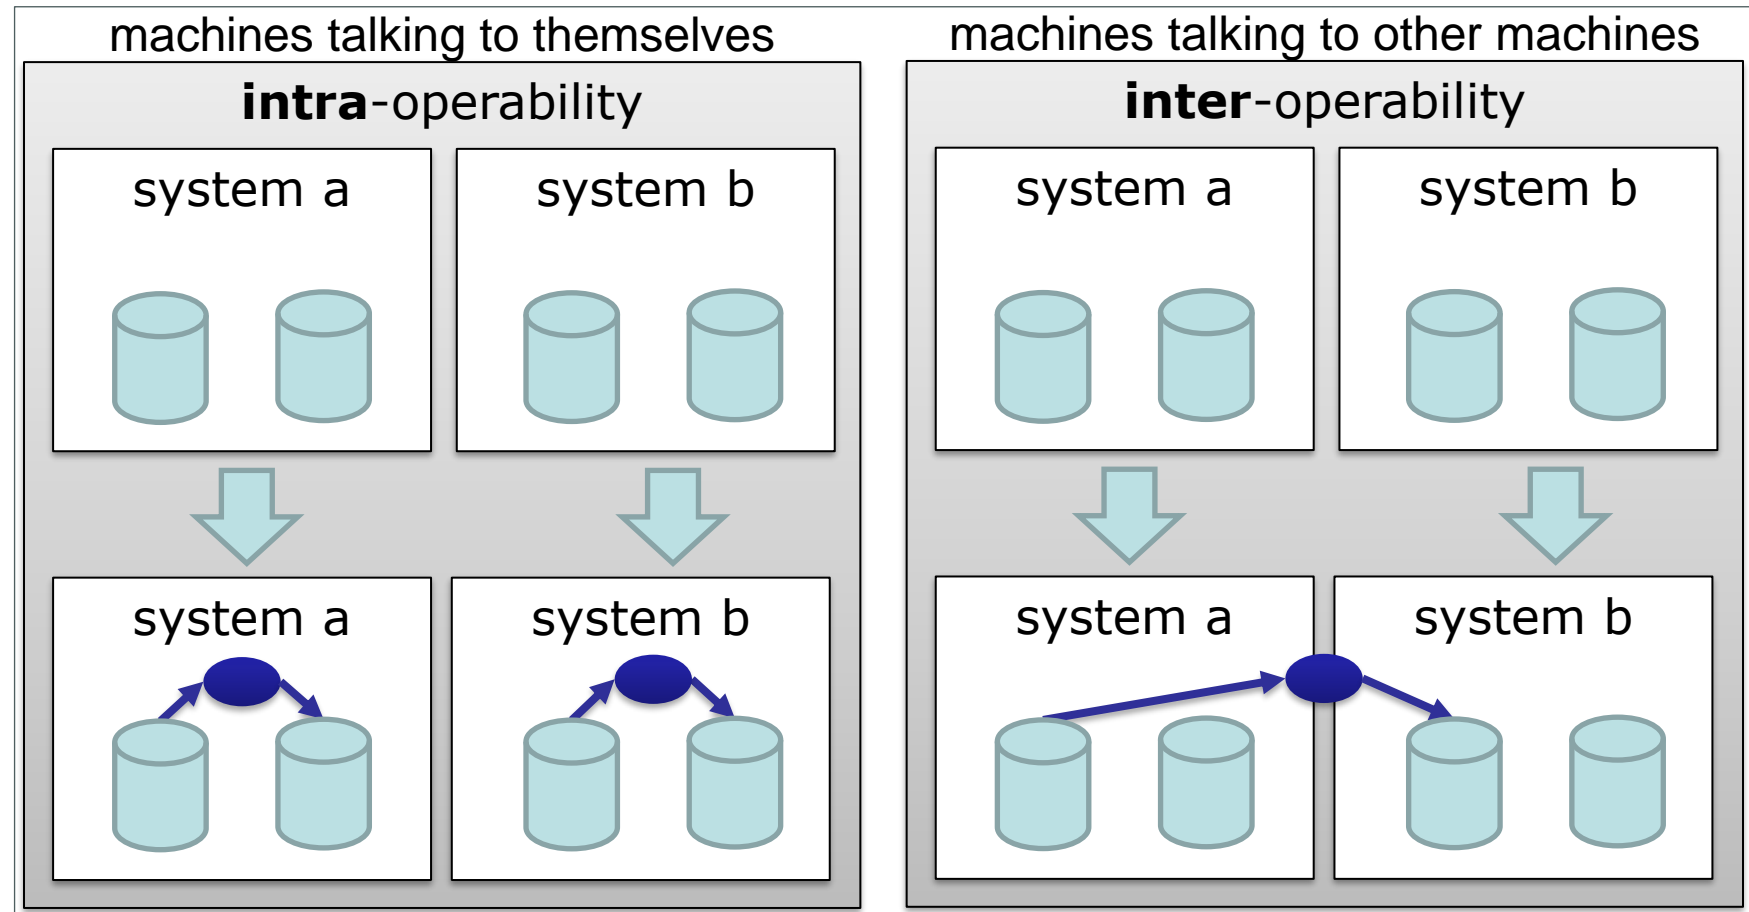 machines talking to themselves
intra-operability
system a
system b
system a
system b
machines talking to other machines
inter-operability
system a
system b
system a
system b